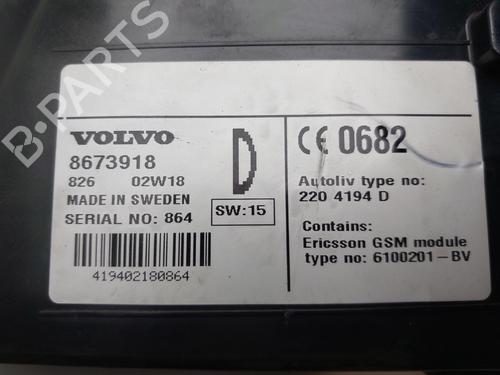 B-PARTS
VOLVO
8673918
826 02W18
MADE IN SWEDEN
SERIAL NO: 864
D
SW:15
419402180864
CE 0682
Autoliv type no:
220 4194 D
Contains:
Ericsson GSM module
type no: 6100201-BV